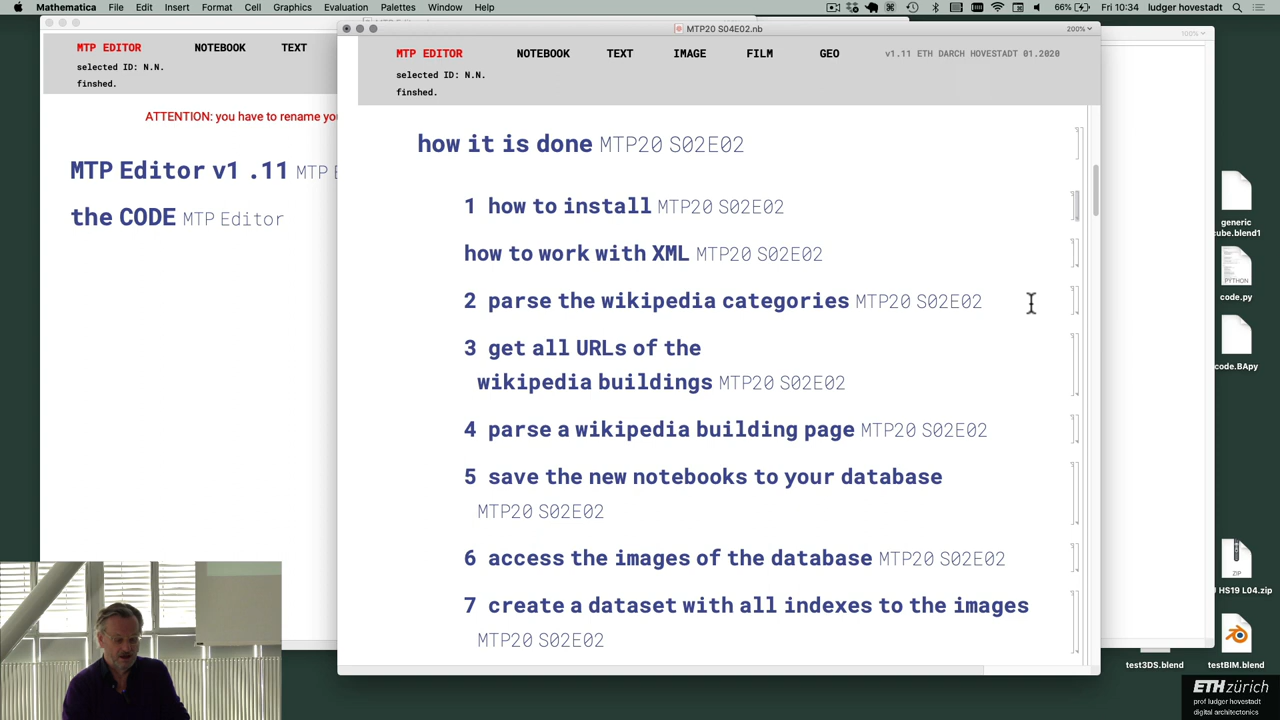 Mathematica File Edit Insert Format Cell Graphics Evaluation Palettes Window Help 66% Fri 10:34 ludger hovestadt
MTP20 S04E02.nb 200%
100%
MTP EDITOR NOTEBOOK TEXT
selected ID: N.N.
finshed.
ATTENTION: you have to rename you
MTP Editor v1 .11 MTP E
the CODE MTP Editor
MTP EDITOR NOTEBOOK TEXT IMAGE FILM GEO v1.11 ETH DARCH HOVESTADT 01.2020
selected ID: N.N.
finshed.
how it is done MTP20 S02E02
1 how to install MTP20 S02E02
how to work with XML MTP20 S02E02
2 parse the wikipedia categories MTP20 S02E02
3 get all URLs of the
wikipedia buildings MTP20 S02E02
4 parse a wikipedia building page MTP20 S02E02
5 save the new notebooks to your database
MTP20 S02E02
6 access the images of the database MTP20 S02E02
7 create a dataset with all indexes to the images
MTP20 S02E02
generic
cube.blend1
PYTHON
code.py
code.BApy
ZIP
HS19 L04.zip
test3DS.blend
testBIM.blend
ETH zürich
prof ludger hovestadt
digital architectonics